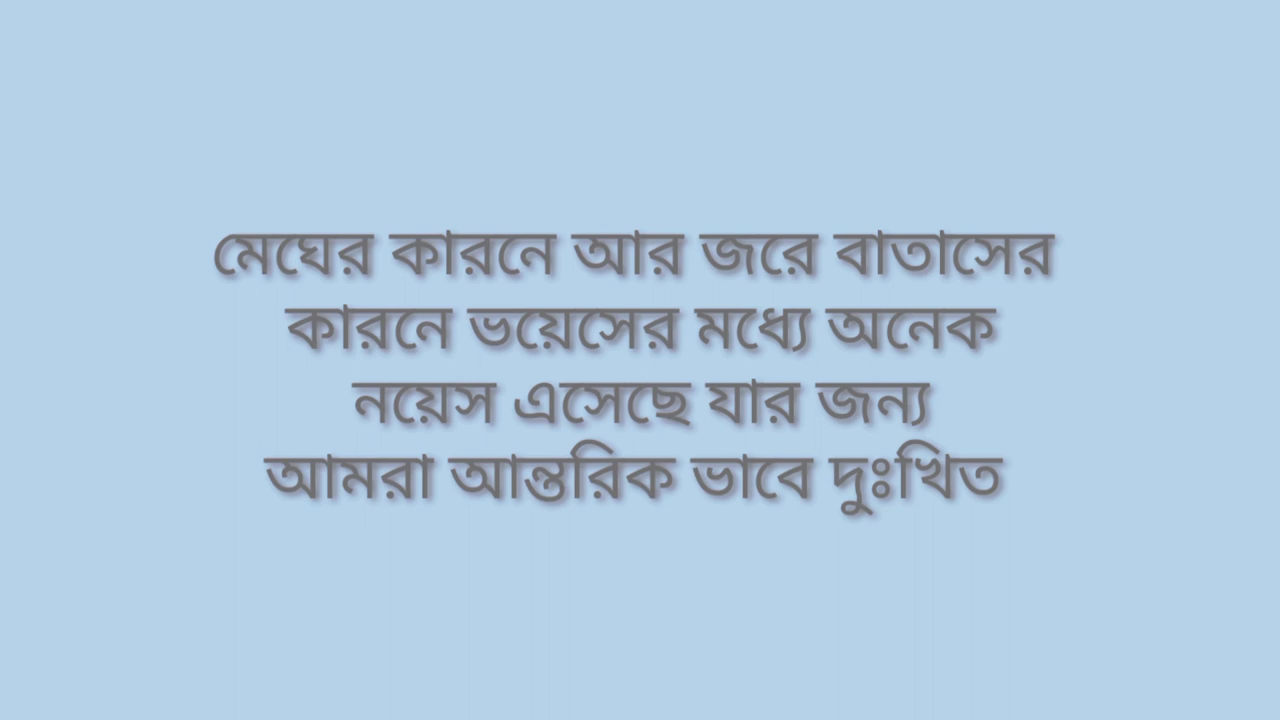 মেঘের কারনে আর জরে বাতাসের
কারনে ভয়েসের মধ্যে অনেক
নয়েস এসেছে যার জন্য
আমরা আন্তরিক ভাবে দুঃখিত